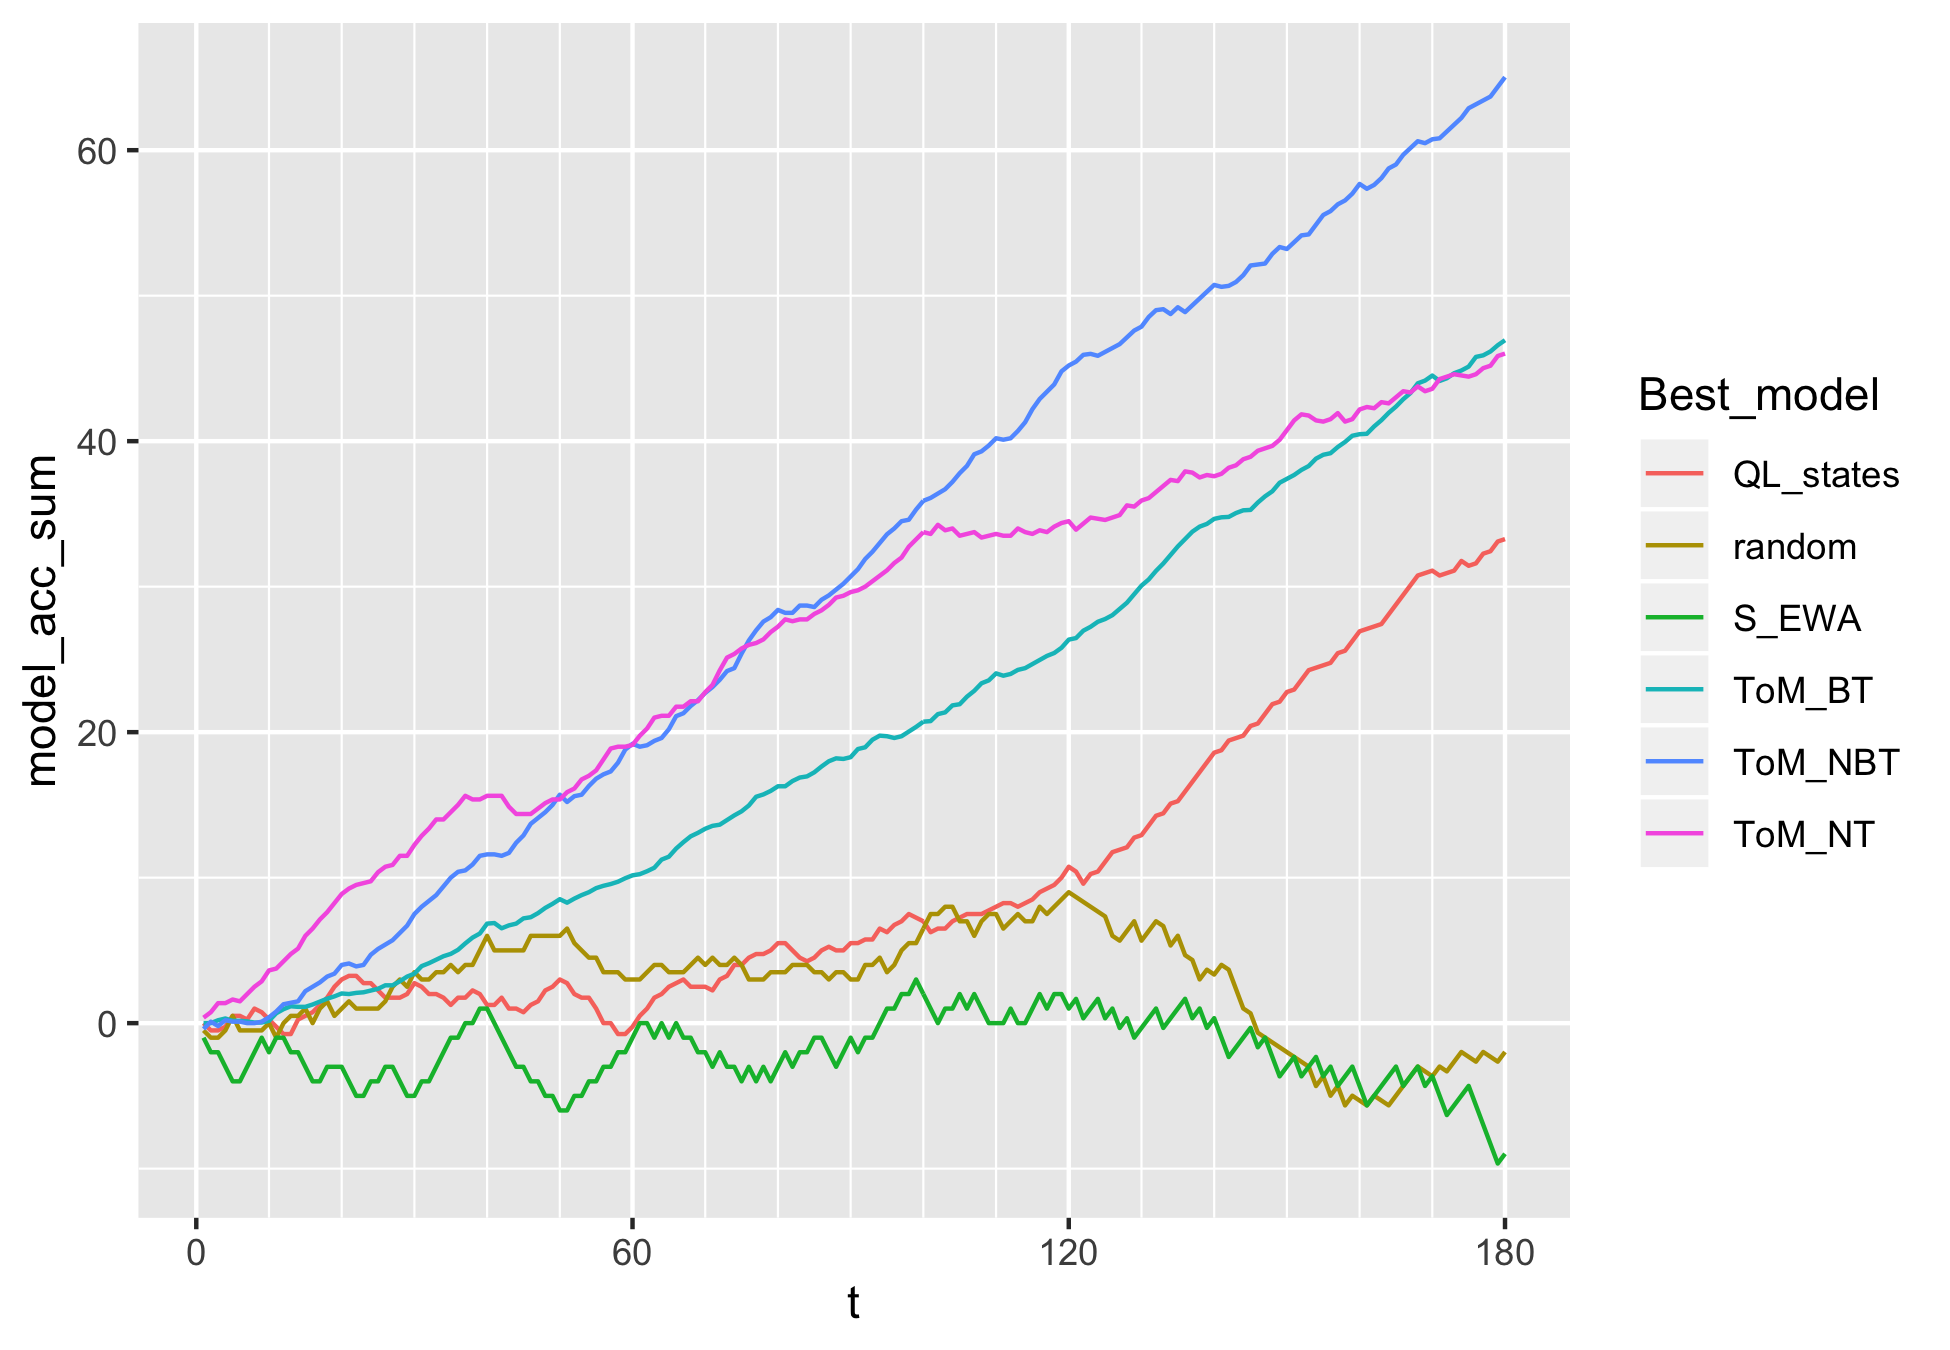 60
40
20
0
model_acc_sum
0
60
120
180
t
Best_model
QL_states
random
S_EWA
ToM_BT
ToM_NBT
ToM_NT